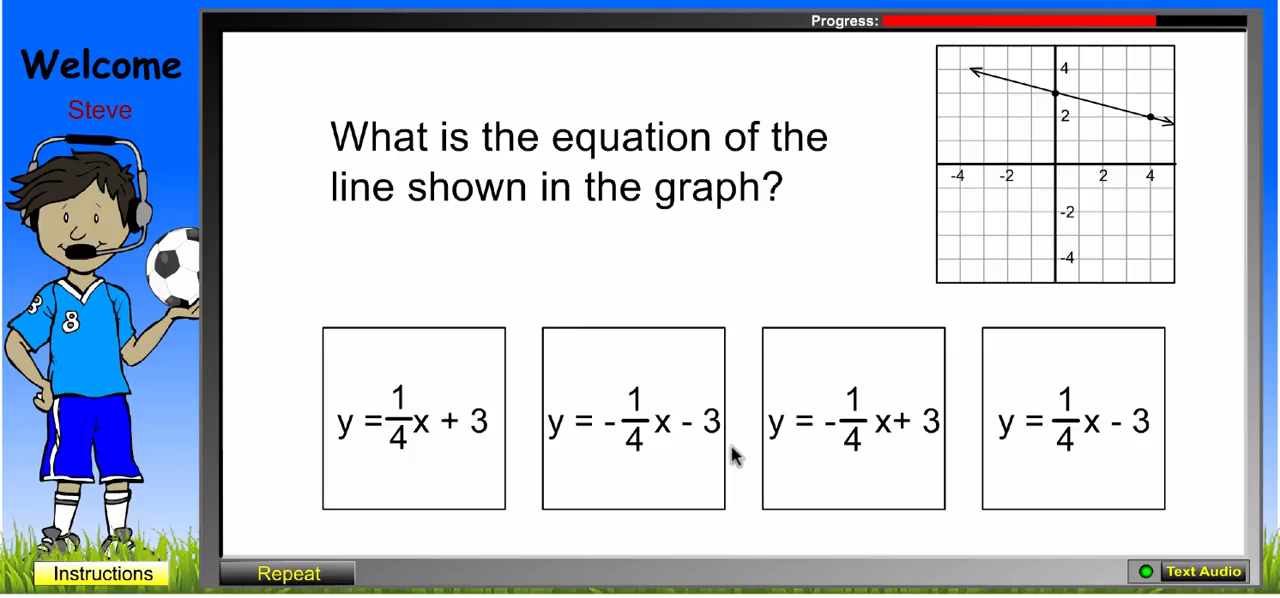 Progress:
Welcome
Steve
What is the equation of the
line shown in the graph?
4
2
-4 -2 2 4
-2
-4
8 8
y = 1/4 x + 3
y = - 1/4 x - 3
y = - 1/4 x+ 3
y = 1/4 x - 3
Instructions
Repeat
Text Audio